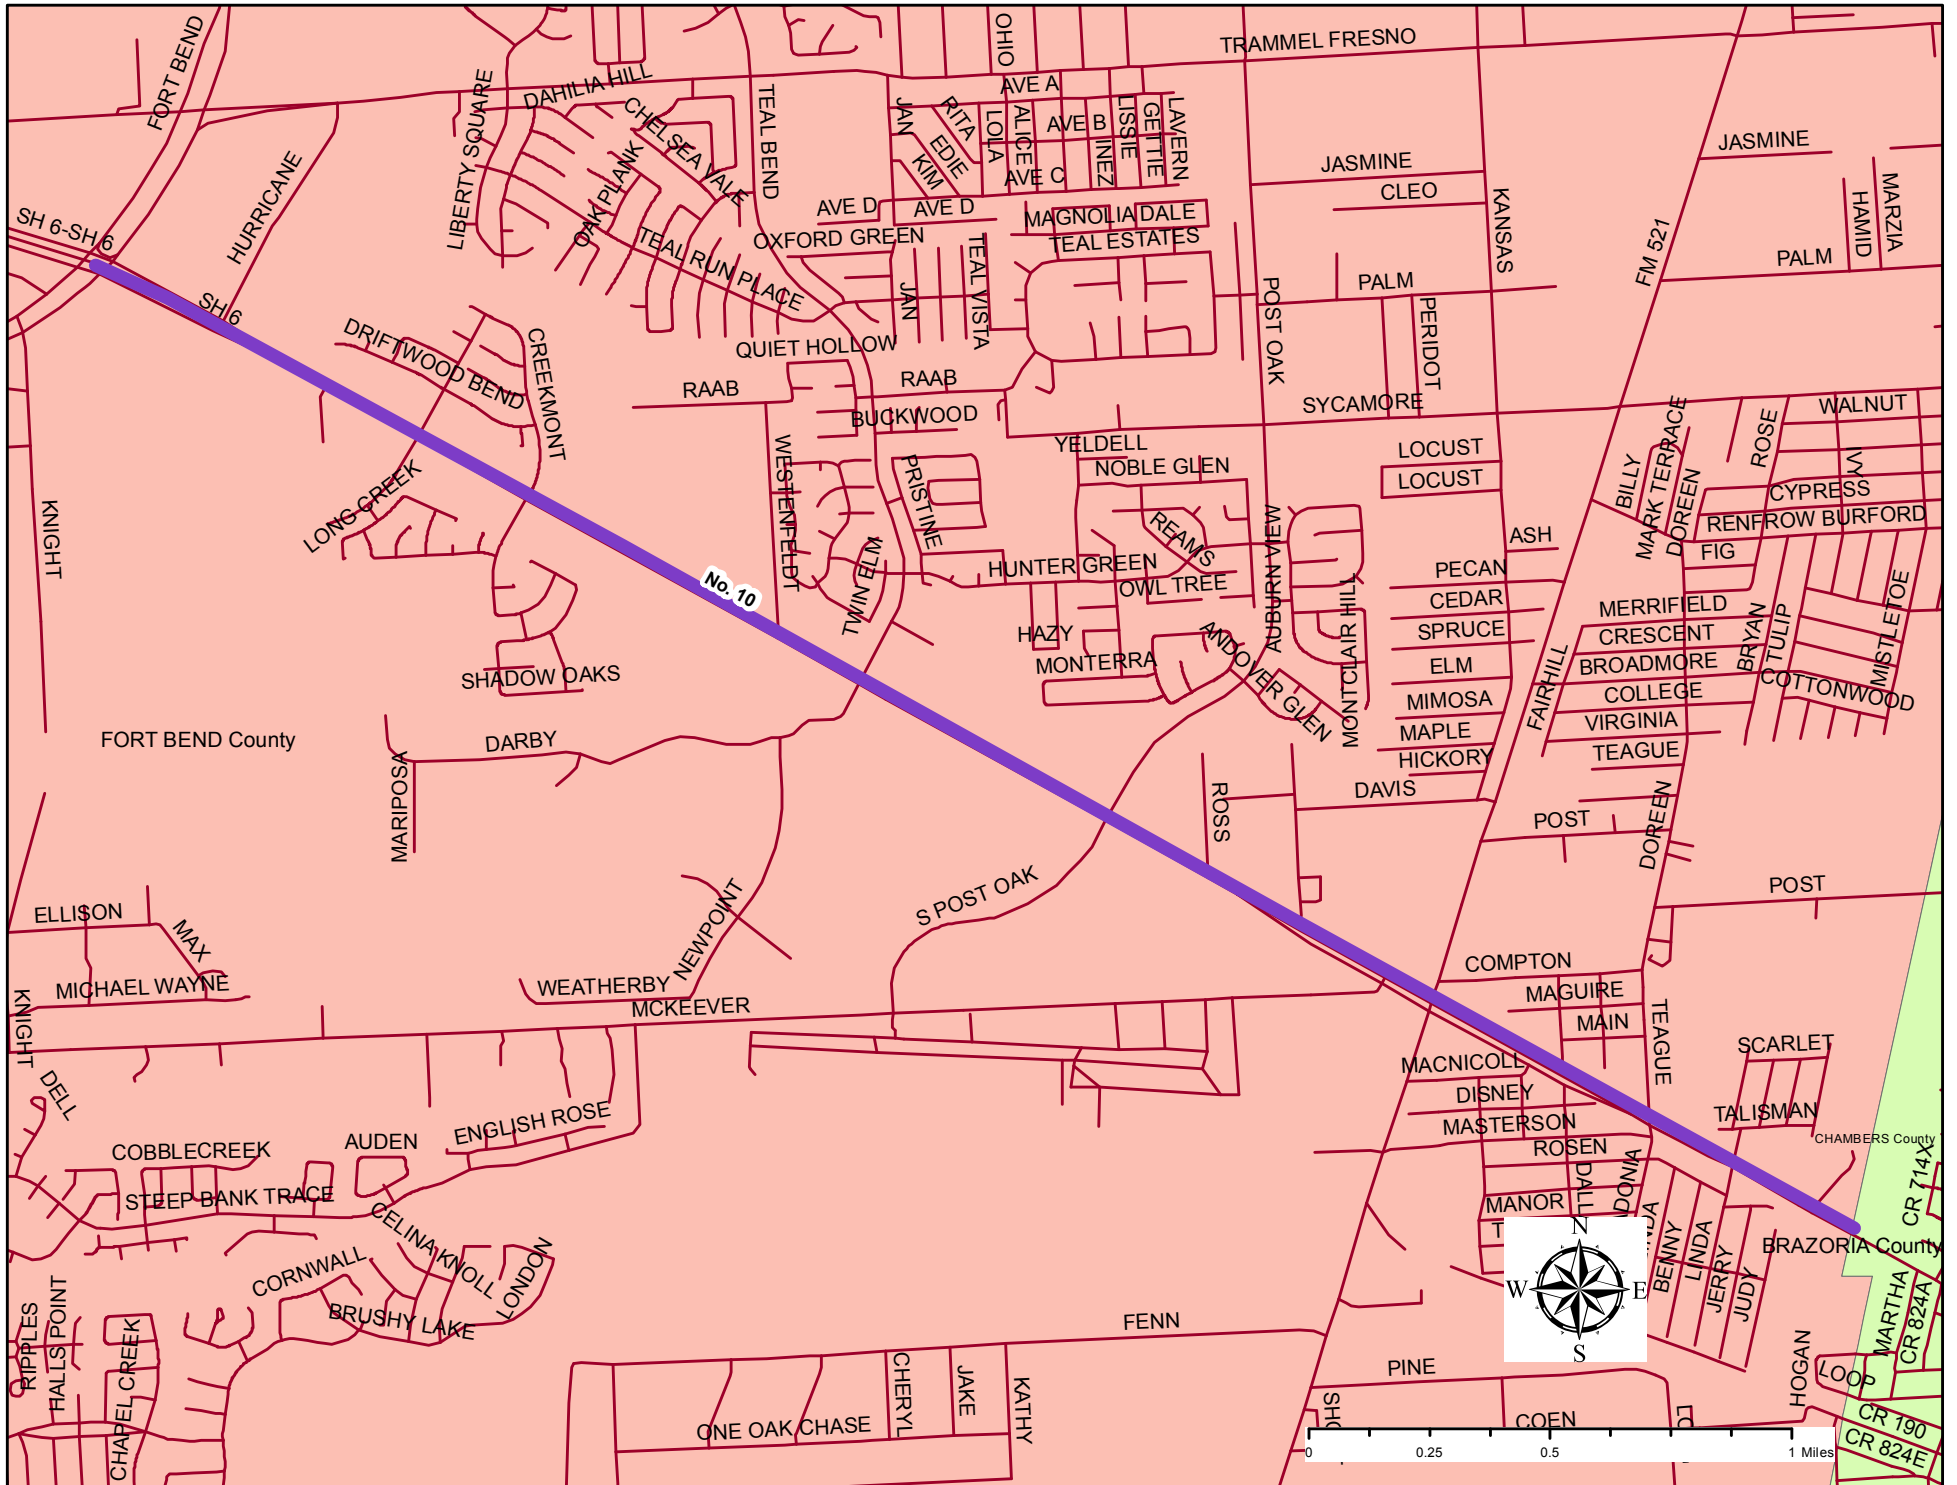 OHIO
TRAMMEL FRESNO
FORT BEND
DAHLIA HILL
LIBERTY SQUARE
CHELSEA VALE
TEAL BEND
AVE A
JAN
RITA
LOLA
ALICE
AVE B
LISSIE
GETTIE
LAVERN
EDIE
KIM
INEZ
AVE C
JASMINE
JASMINE
CLEO
HURRICANE
OAK PLANK
AVE D
AVE D
MAGNOLIA DALE
KANSAS
HAMID
MARZIA
SH 6-SH 6
TEAL RUN PLACE
OXFORD GREEN
TEAL ESTATES
TEAL VISTA
FM 521
PALM
PALM
SH 6
JAN
POST OAK
PERIDOT
DRIFTWOOD BEND
CREEKMONT
QUIET HOLLOW
RAAB
RAAB
BUCKWOOD
SYCAMORE
WALNUT
MARK TERRACE
ROSE
YELDELL
NOBLE GLEN
LOCUST
LOCUST
BILLY
DOREEN
IVY
CYPRESS
RENFROW BURFORD
LONG CREEK
KNIGHT
WESTENFELDT
PRISTINE
REAMS
AUBURN VIEW
ASH
FIG
No. 10
TWIN ELM
HUNTER GREEN
OWL TREE
PECAN
CEDAR
SPRUCE
MERRIFIELD
CRESCENT
BRYAN
TULIP
MISTLETOE
HAZY
MONTERRA
ANDOVER GLEN
MONTCLAIR HILL
ELM
MIMOSA
MAPLE
HICKORY
FAIRHILL
BROADMORE
COLLEGE
VIRGINIA
TEAGUE
COTTONWOOD
SHADOW OAKS
FORT BEND County
DARBY
MARIPOSA
ROSS
DAVIS
POST
DOREEN
POST
ELLISON
MAX
MICHAEL WAYNE
NEWPOINT
S POST OAK
WEATHERBY
MCKEEVER
KNIGHT
COMPTON
MAGUIRE
MAIN
TEAGUE
SCARLET
MACNICOLL
DISNEY
MASTERSON
TALISMAN
DELL
ENGLISH ROSE
COBBLECREEK
AUDEN
ROSEN
CHAMBERS County
CR 714X
STEEP BANK TRACE
MANOR
CELINA KNOLL
BENNY
LINDA
JERRY
JUDY
BRAZORIA County
CORNWALL
LONDON
BRUSHY LAKE
RIPPLES
HALLS POINT
CHAPEL CREEK
FENN
N
W
E
S
MARTHA
CR 824A
HOGAN
LOOP
PINE
CHERYL
JAKE
KATHY
ONE OAK CHASE
COEN
CR 190
CR 824E
0
0.25
0.5
1 Miles